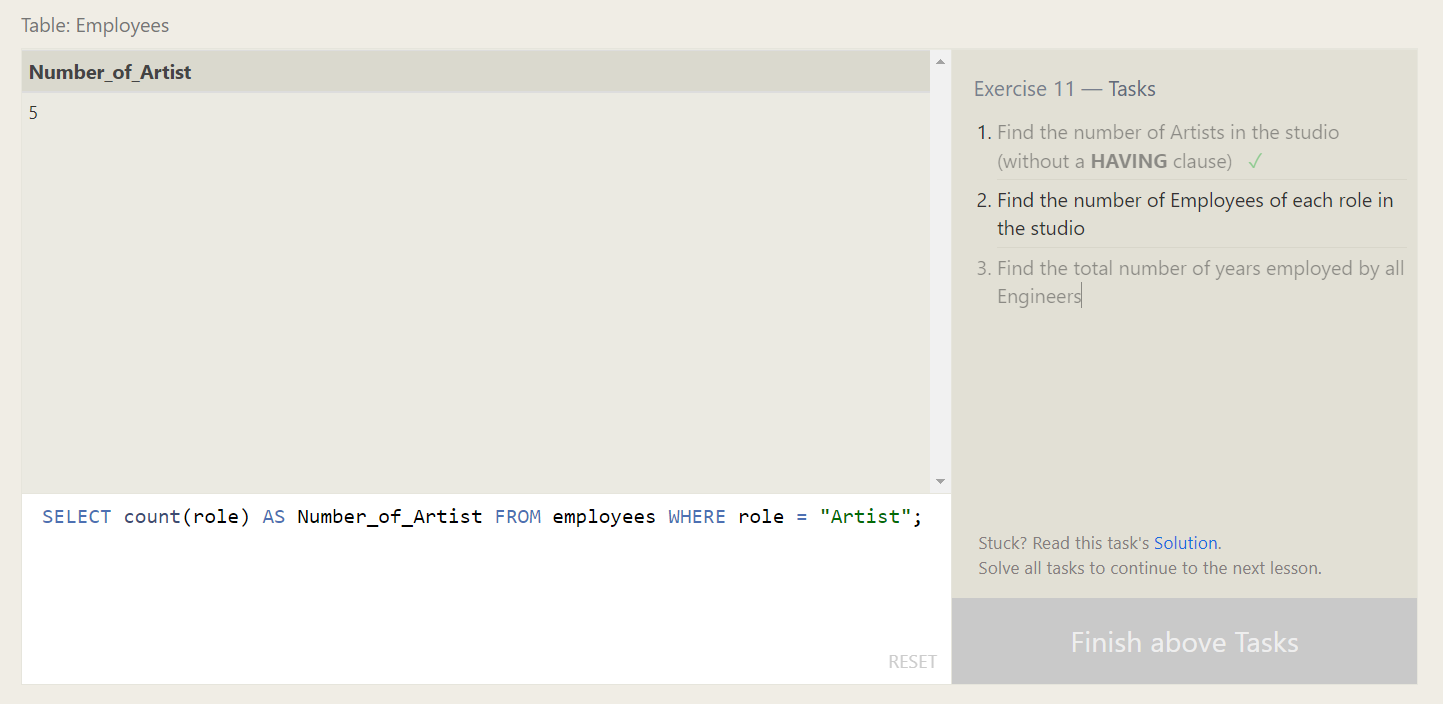 Table: Employees
Number_of_Artist
5
SELECT count(role) AS Number_of_Artist FROM employees WHERE role = "Artist";
RESET
Exercise 11 — Tasks
1. Find the number of Artists in the studio
(without a HAVING clause) ✓
2. Find the number of Employees of each role in
the studio
3. Find the total number of years employed by all
Engineers
Stuck? Read this task's Solution.
Solve all tasks to continue to the next lesson.
Finish above Tasks